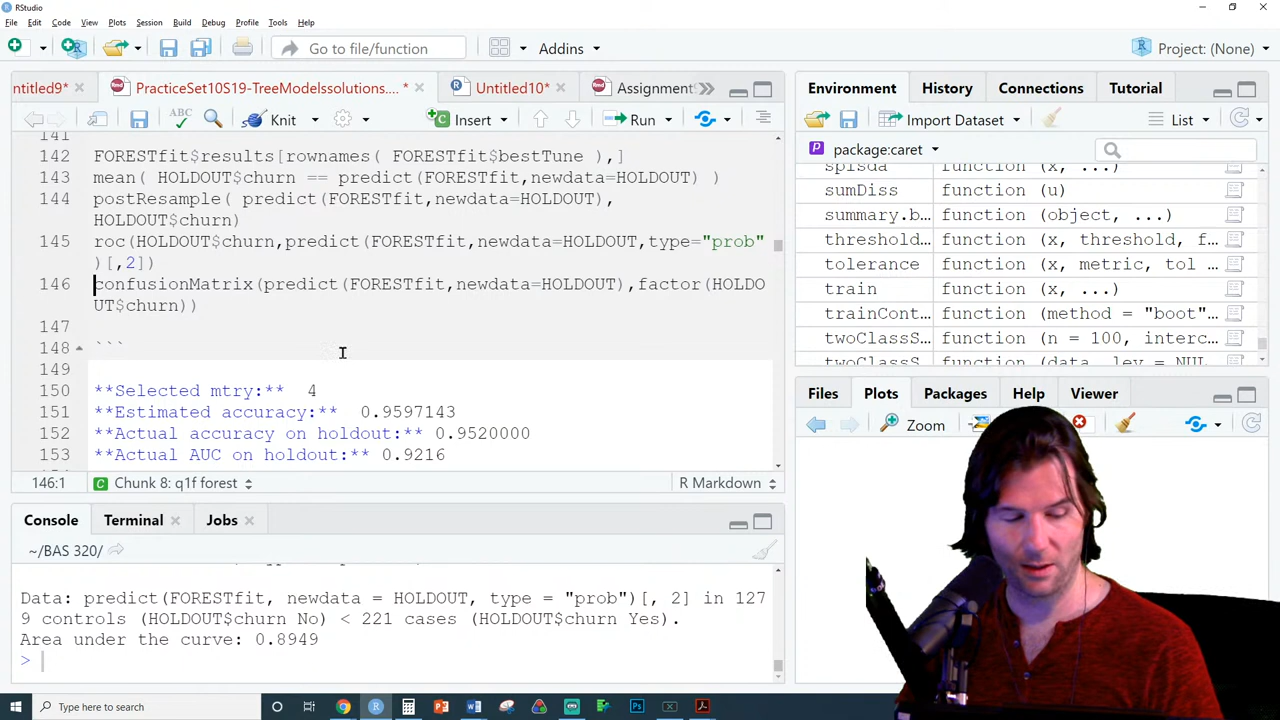 RStudio
File Edit Code View Plots Session Build Debug Profile Tools Help
Go to file/function
Addins
Project: (None)
ntitled9*
PracticeSet10S19-TreeModelssolutions.... *
Untitled10*
Assignment
Knit
Insert
Run
141
142 FORESTfit$results[rownames( FORESTfit$bestTune ),]
143 mean( HOLDOUT$churn == predict(FORESTfit,newdata=HOLDOUT) )
144 postResample( predict(FORESTfit,newdata=HOLDOUT),
HOLDOUT$churn)
145 roc(HOLDOUT$churn,predict(FORESTfit,newdata=HOLDOUT,type="prob"
)[,2])
146 confusionMatrix(predict(FORESTfit,newdata=HOLDOUT),factor(HOLDO
UT$churn))
147
148 ```
149
150 **Selected mtry:** 4
151 **Estimated accuracy:** 0.9597143
152 **Actual accuracy on holdout:** 0.9520000
153 **Actual AUC on holdout:** 0.9216
146:1 Chunk 8: q1f forest R Markdown
Console Terminal Jobs
~/BAS 320/
Data: predict(FORESTfit, newdata = HOLDOUT, type = "prob")[, 2] in 127
9 controls (HOLDOUT$churn No) < 221 cases (HOLDOUT$churn Yes).
Area under the curve: 0.8949
>
Environment History Connections Tutorial
Import Dataset
List
package:caret
spisda function (x, ...)
sumDiss function (u)
summary.b… function (object, ...)
threshold… function (x, metric, f …
tolerance function (x, metric, tol …
train function (x, ...)
trainCont… function (method = "boot"…
twoClassS… function (n = 100, interc…
twoClassS… function (data, lev = NUL
Files Plots Packages Help Viewer
Zoom
Type here to search